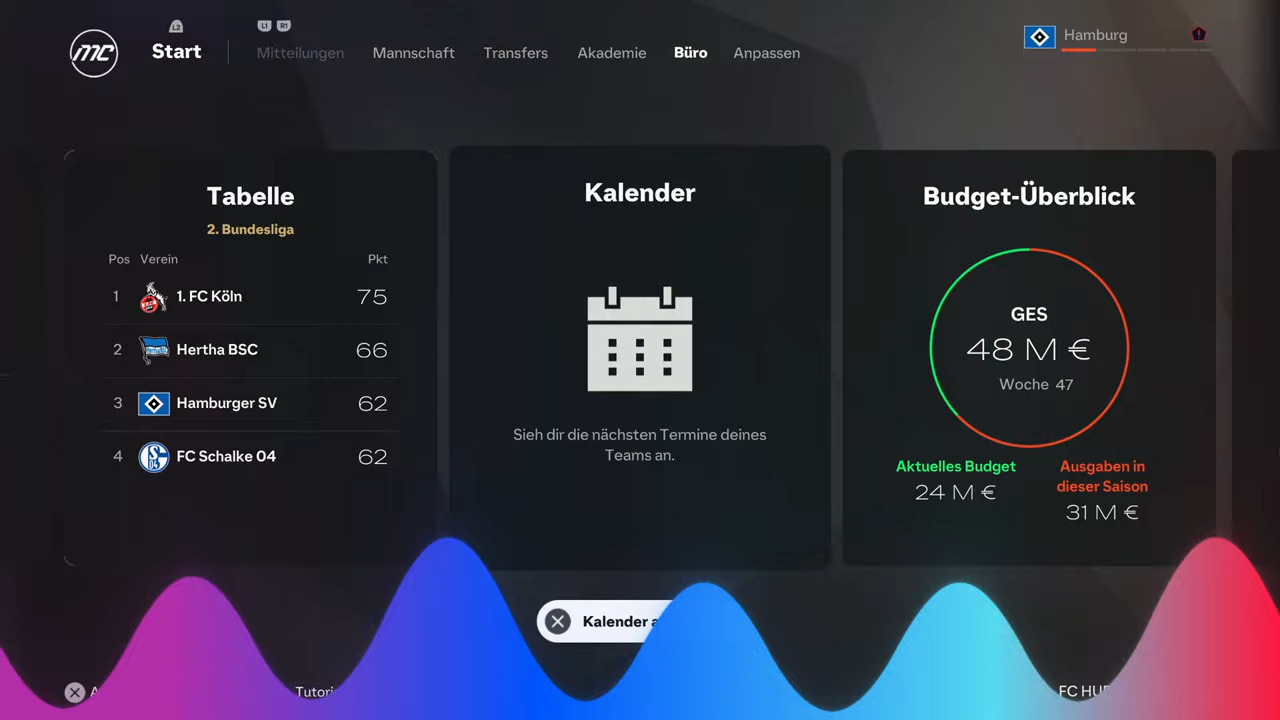 L2
L1 R1
MC Start Mitteilungen Mannschaft Transfers Akademie Büro Anpassen
Hamburg
Tabelle
2. Bundesliga
Pos Verein Pkt
1 1. FC Köln 75
2 Hertha BSC 66
3 Hamburger SV 62
4 FC Schalke 04 62
Kalender
Sieh dir die nächsten Termine deines
Teams an.
Kalender
Budget-Überblick
GES
48 M €
Woche 47
Aktuelles Budget
24 M €
Ausgaben in
dieser Saison
31 M €